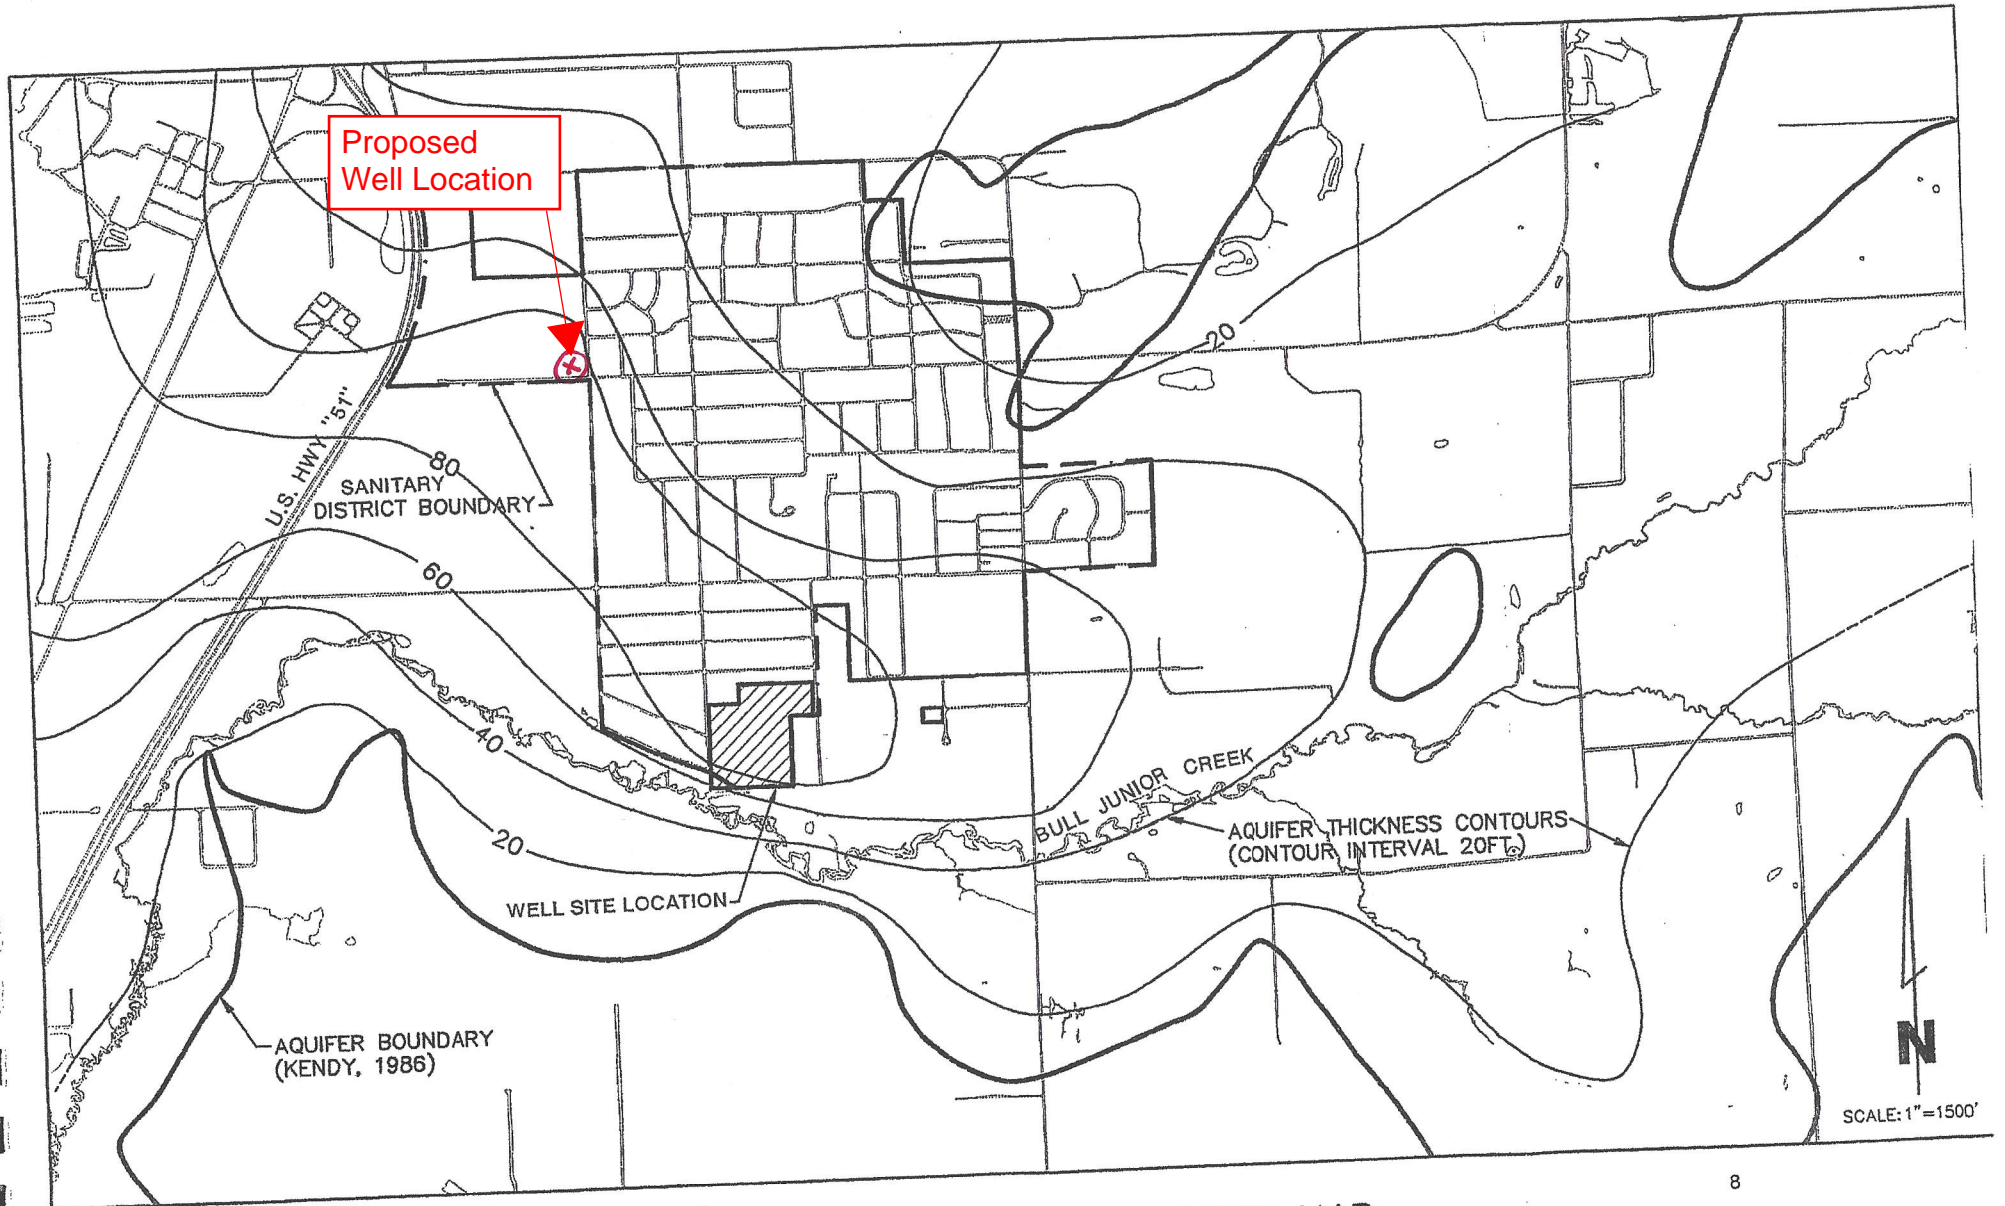 Proposed
Well Location
20
U.S. HWY "51"
80
SANITARY
DISTRICT BOUNDARY
60
40
BULL JUNIOR CREEK
20
AQUIFER THICKNESS CONTOURS
(CONTOUR INTERVAL 20FT.)
WELL SITE LOCATION
AQUIFER BOUNDARY
(KENDY, 1986)
N
SCALE: 1"=1500'
8